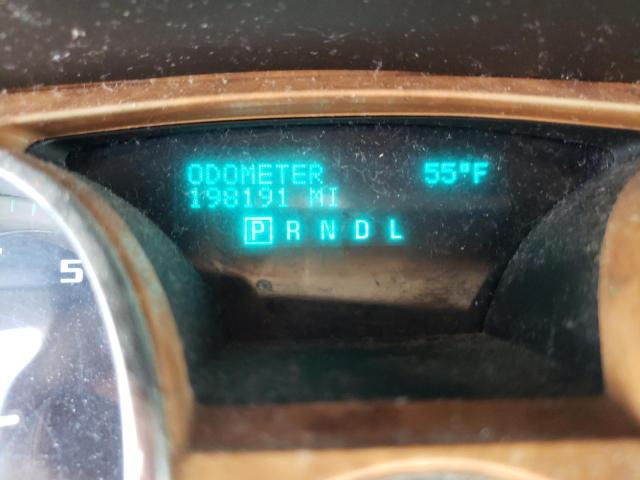 ODOMETER 55°F
198191 MI
P R N D L
5